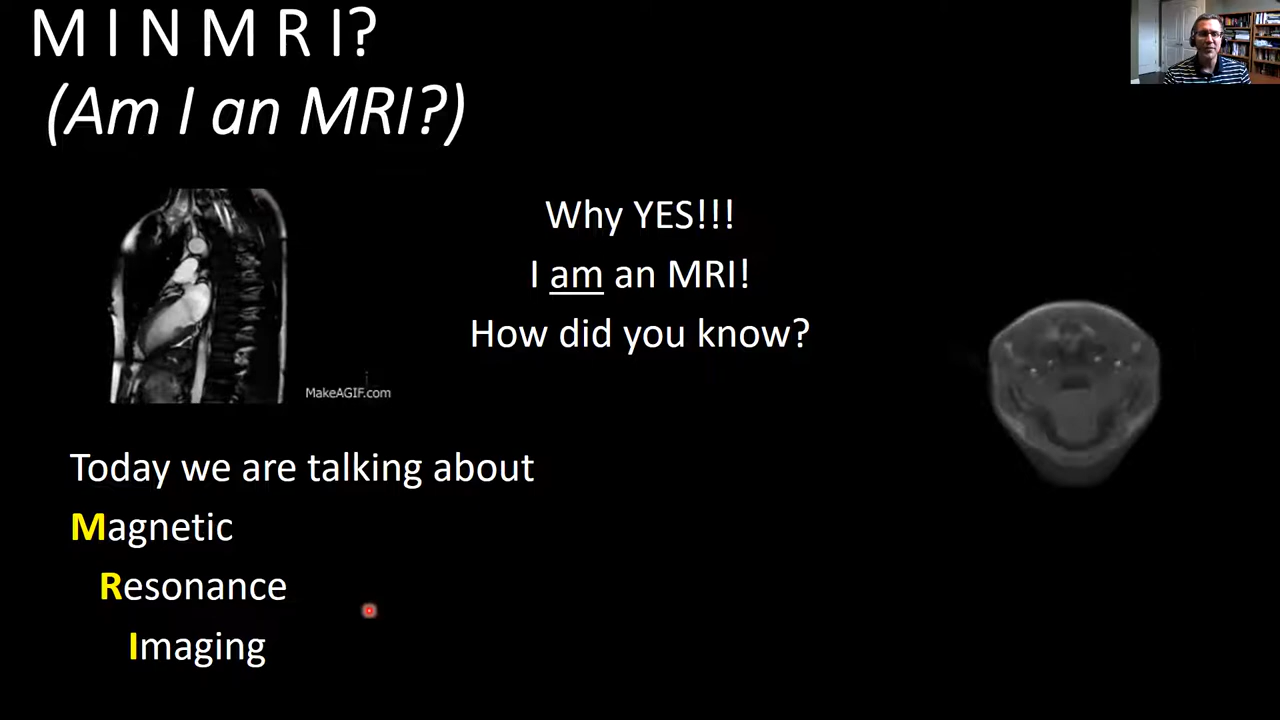 M I N M R I?
(Am I an MRI?)
Why YES!!!
I am an MRI!
How did you know?
MakeAGIF.com
Today we are talking about
Magnetic
Resonance
Imaging